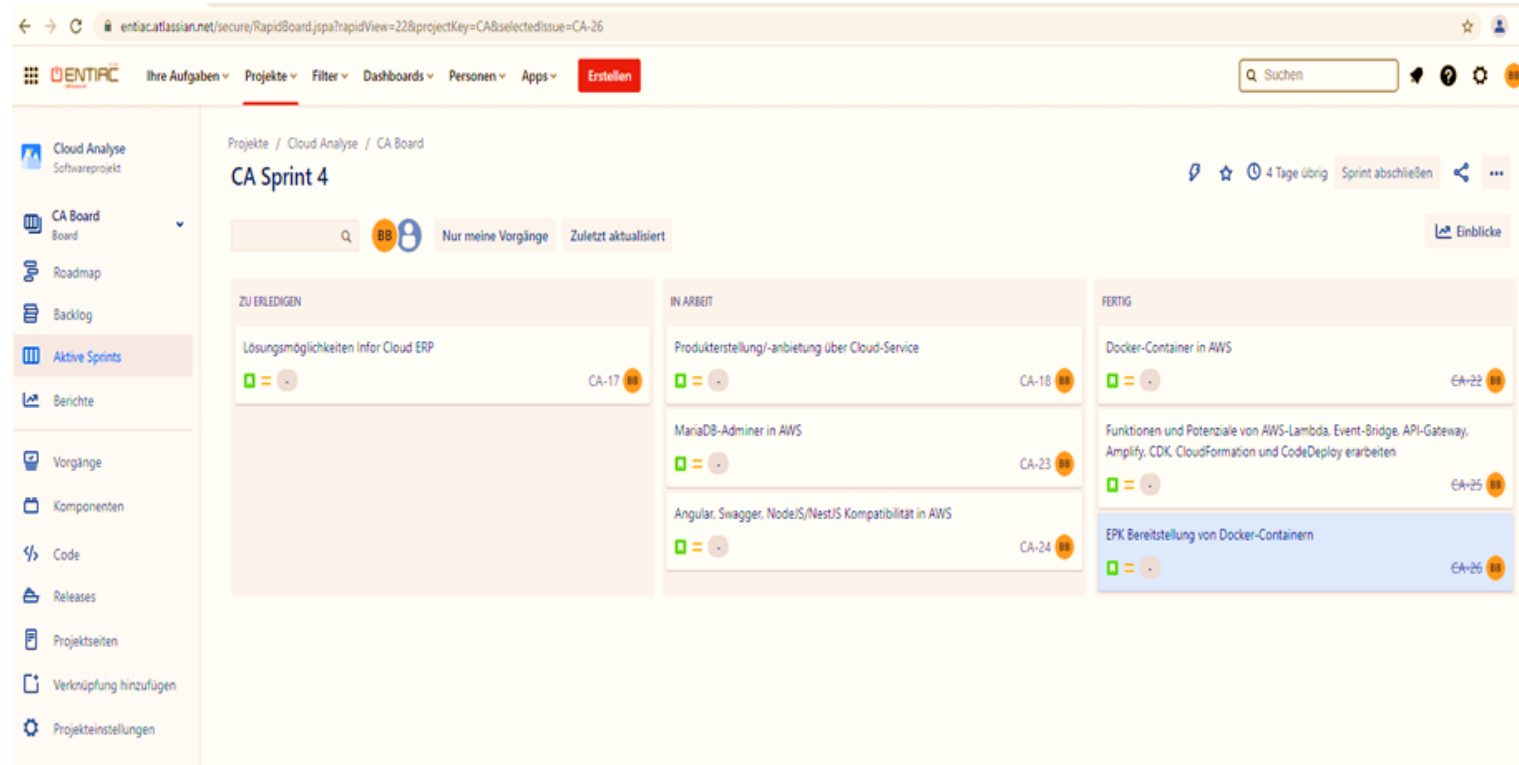 entiac.atlassian.net/secure/RapidBoard.jspa?rapidView=22&projectKey=CA&selectedIssue=CA-26
ENTIAC Ihre Aufgaben Projekte Filter Dashboards Personen Apps Erstellen Suchen BB
Cloud Analyse
Softwareprojekt
CA Board
Board
Roadmap
Backlog
Aktive Sprints
Berichte
Vorgänge
Komponenten
Code
Releases
Projektseiten
Verknüpfung hinzufügen
Projekteinstellungen
Projekte / Cloud Analyse / CA Board
CA Sprint 4
4 Tage übrig Sprint abschließen
BB Nur meine Vorgänge Zuletzt aktualisiert
Einblicke
ZU ERLEDIGEN
Lösungsmöglichkeiten Infor Cloud ERP
- CA-17 BB
IN ARBEIT
Produkterstellung/-anbietung über Cloud-Service
- CA-18 BB
MariaDB-Adminer in AWS
- CA-23 BB
Angular, Swagger, NodeJS/NestJS Kompatibilität in AWS
- CA-24 BB
FERTIG
Docker-Container in AWS
- CA-22 BB
Funktionen und Potenziale von AWS-Lambda, Event-Bridge, API-Gateway,
Amplify, CDK, CloudFormation und CodeDeploy erarbeiten
- CA-25 BB
EPK Bereitstellung von Docker-Containern
- CA-26 BB